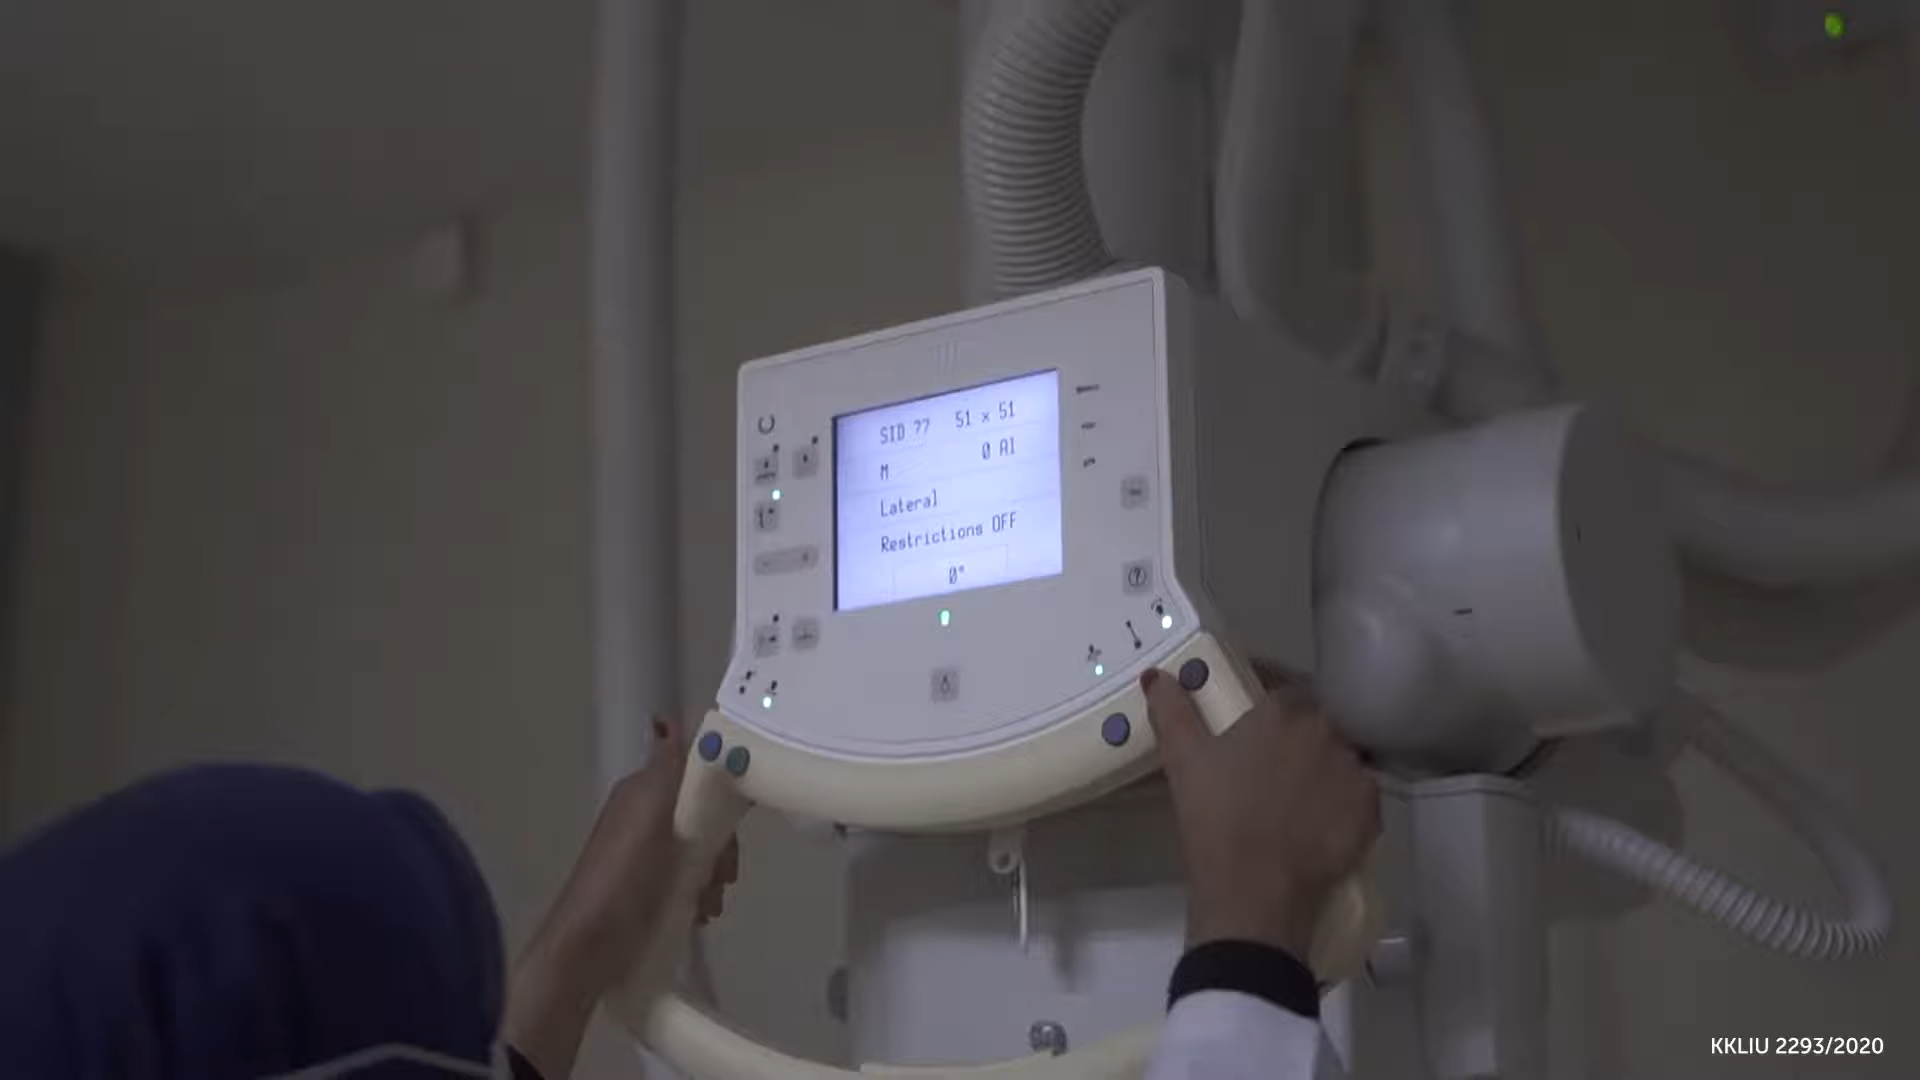 SID ??   51 x 51
M   0 Al
Lateral
Restrictions OFF
0°
KKLIU 2293/2020